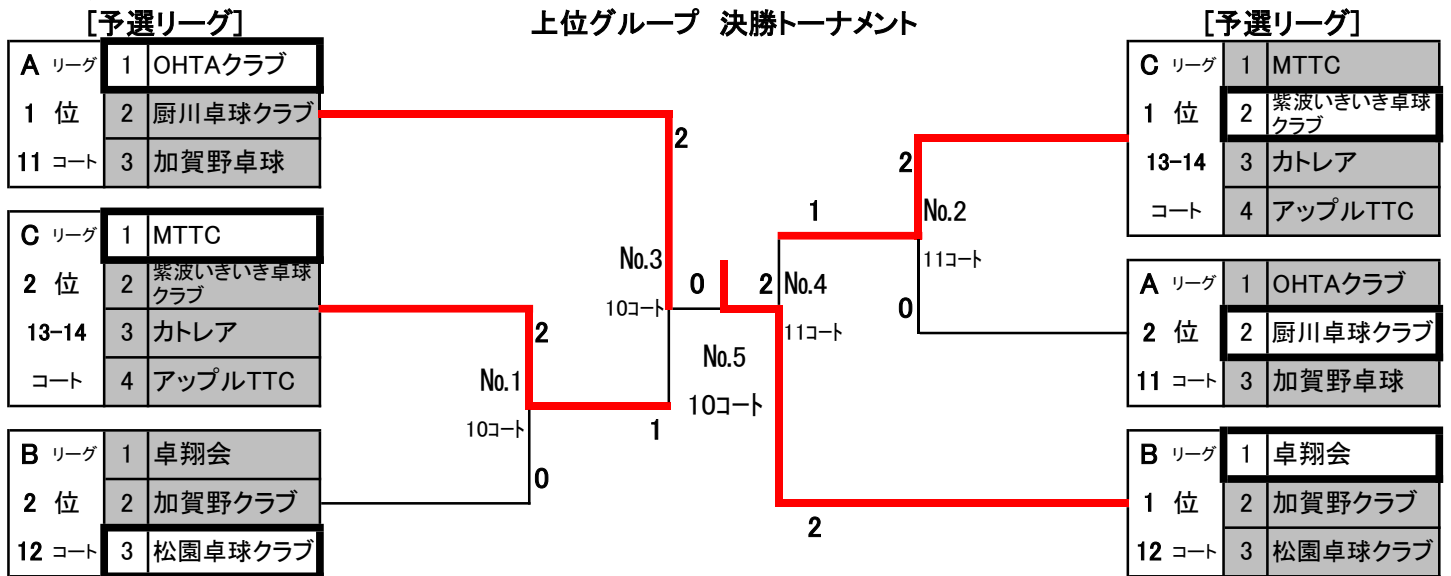 [予選リーグ]
上位グループ 決勝トーナメント
[予選リーグ]
A リーグ 1 OHTAクラブ
1 位 2 厨川卓球クラブ
11 コート 3 加賀野卓球
C リーグ 1 MTTC
2 位 2 紫波いきいき卓球
クラブ
13-14 3 カトレア
コート 4 アップルTTC
B リーグ 1 卓翔会
2 位 2 加賀野クラブ
12 コート 3 松園卓球クラブ
2
No.3
10コート
2
No.1
10コート
1
0
0
2
No.5
10コート
No.4
11コート
1
2
No.2
11コート
0
2
C リーグ 1 MTTC
1 位 2 紫波いきいき卓球
クラブ
13-14 3 カトレア
コート 4 アップルTTC
A リーグ 1 OHTAクラブ
2 位 2 厨川卓球クラブ
11 コート 3 加賀野卓球
B リーグ 1 卓翔会
1 位 2 加賀野クラブ
12 コート 3 松園卓球クラブ